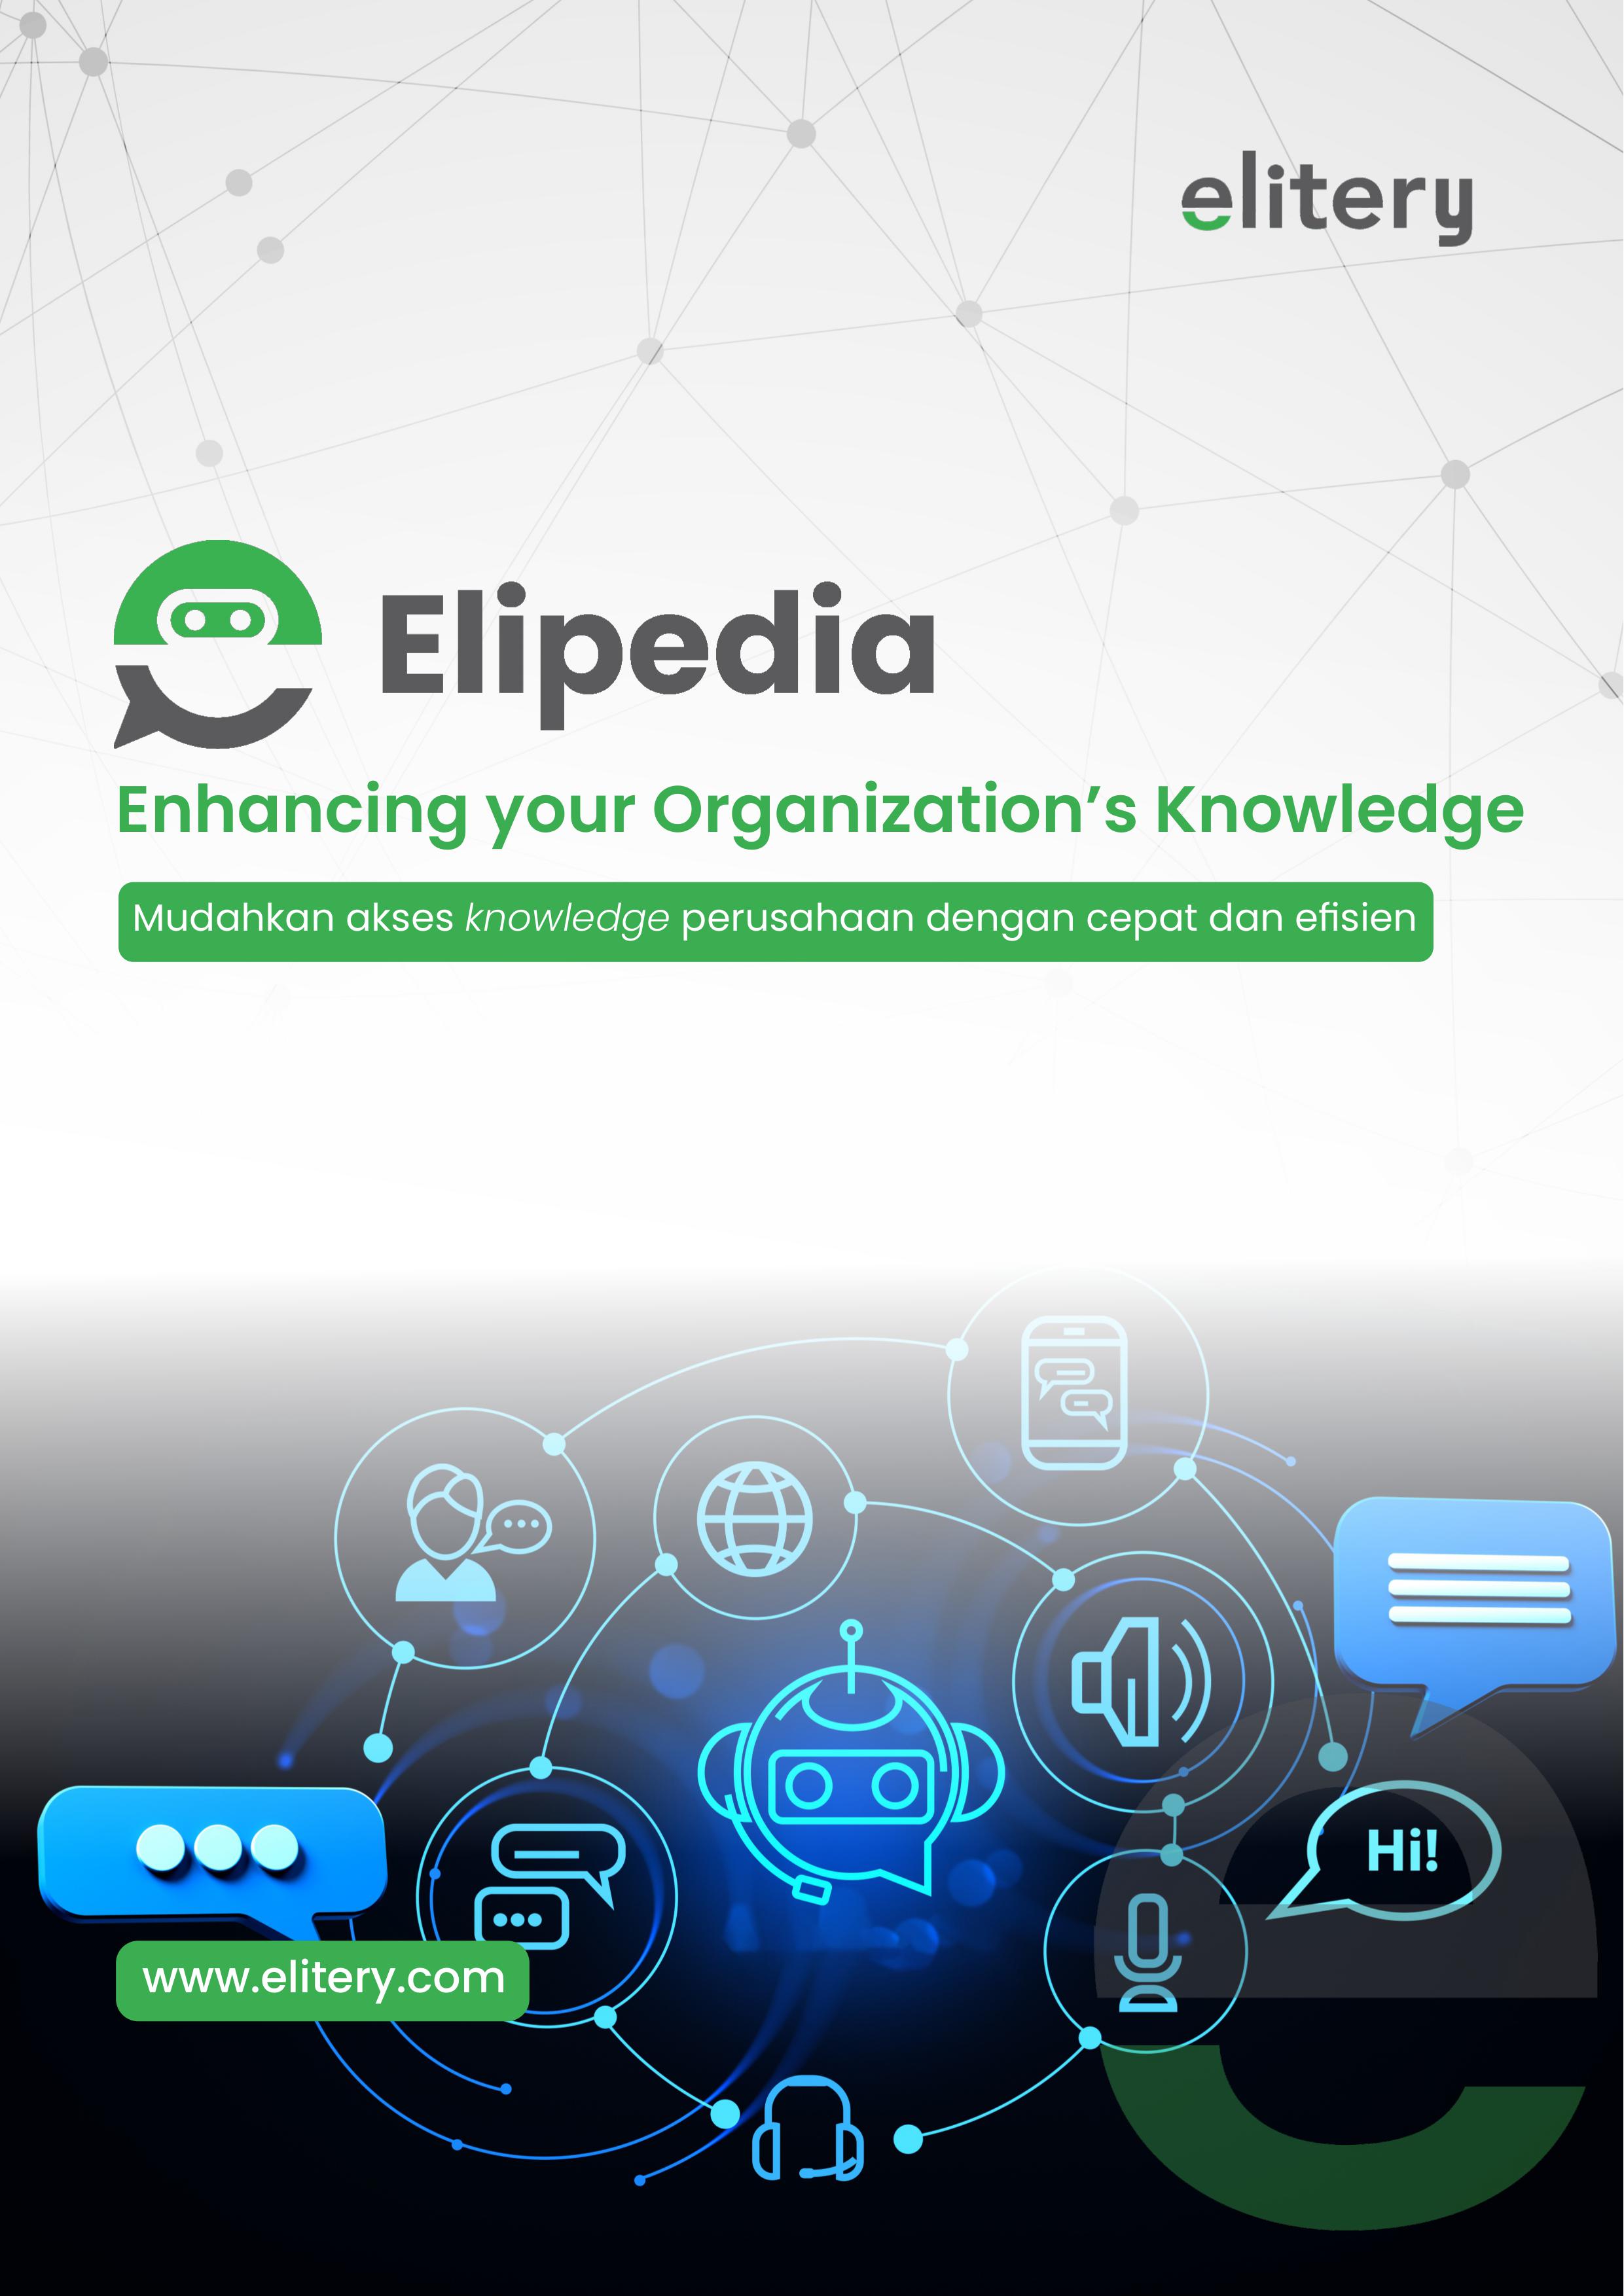 elitery
Elipedia
Enhancing your Organization’s Knowledge
Mudahkan akses knowledge perusahaan dengan cepat dan efisien
Hi!
www.elitery.com